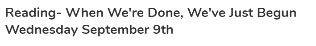 Reading- When We're Done, We've Just Begun
Wednesday September 9th